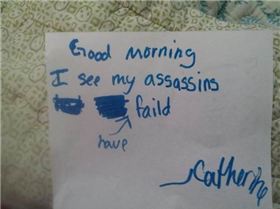 Good morning
I see my assassins
faild
have
Catherine